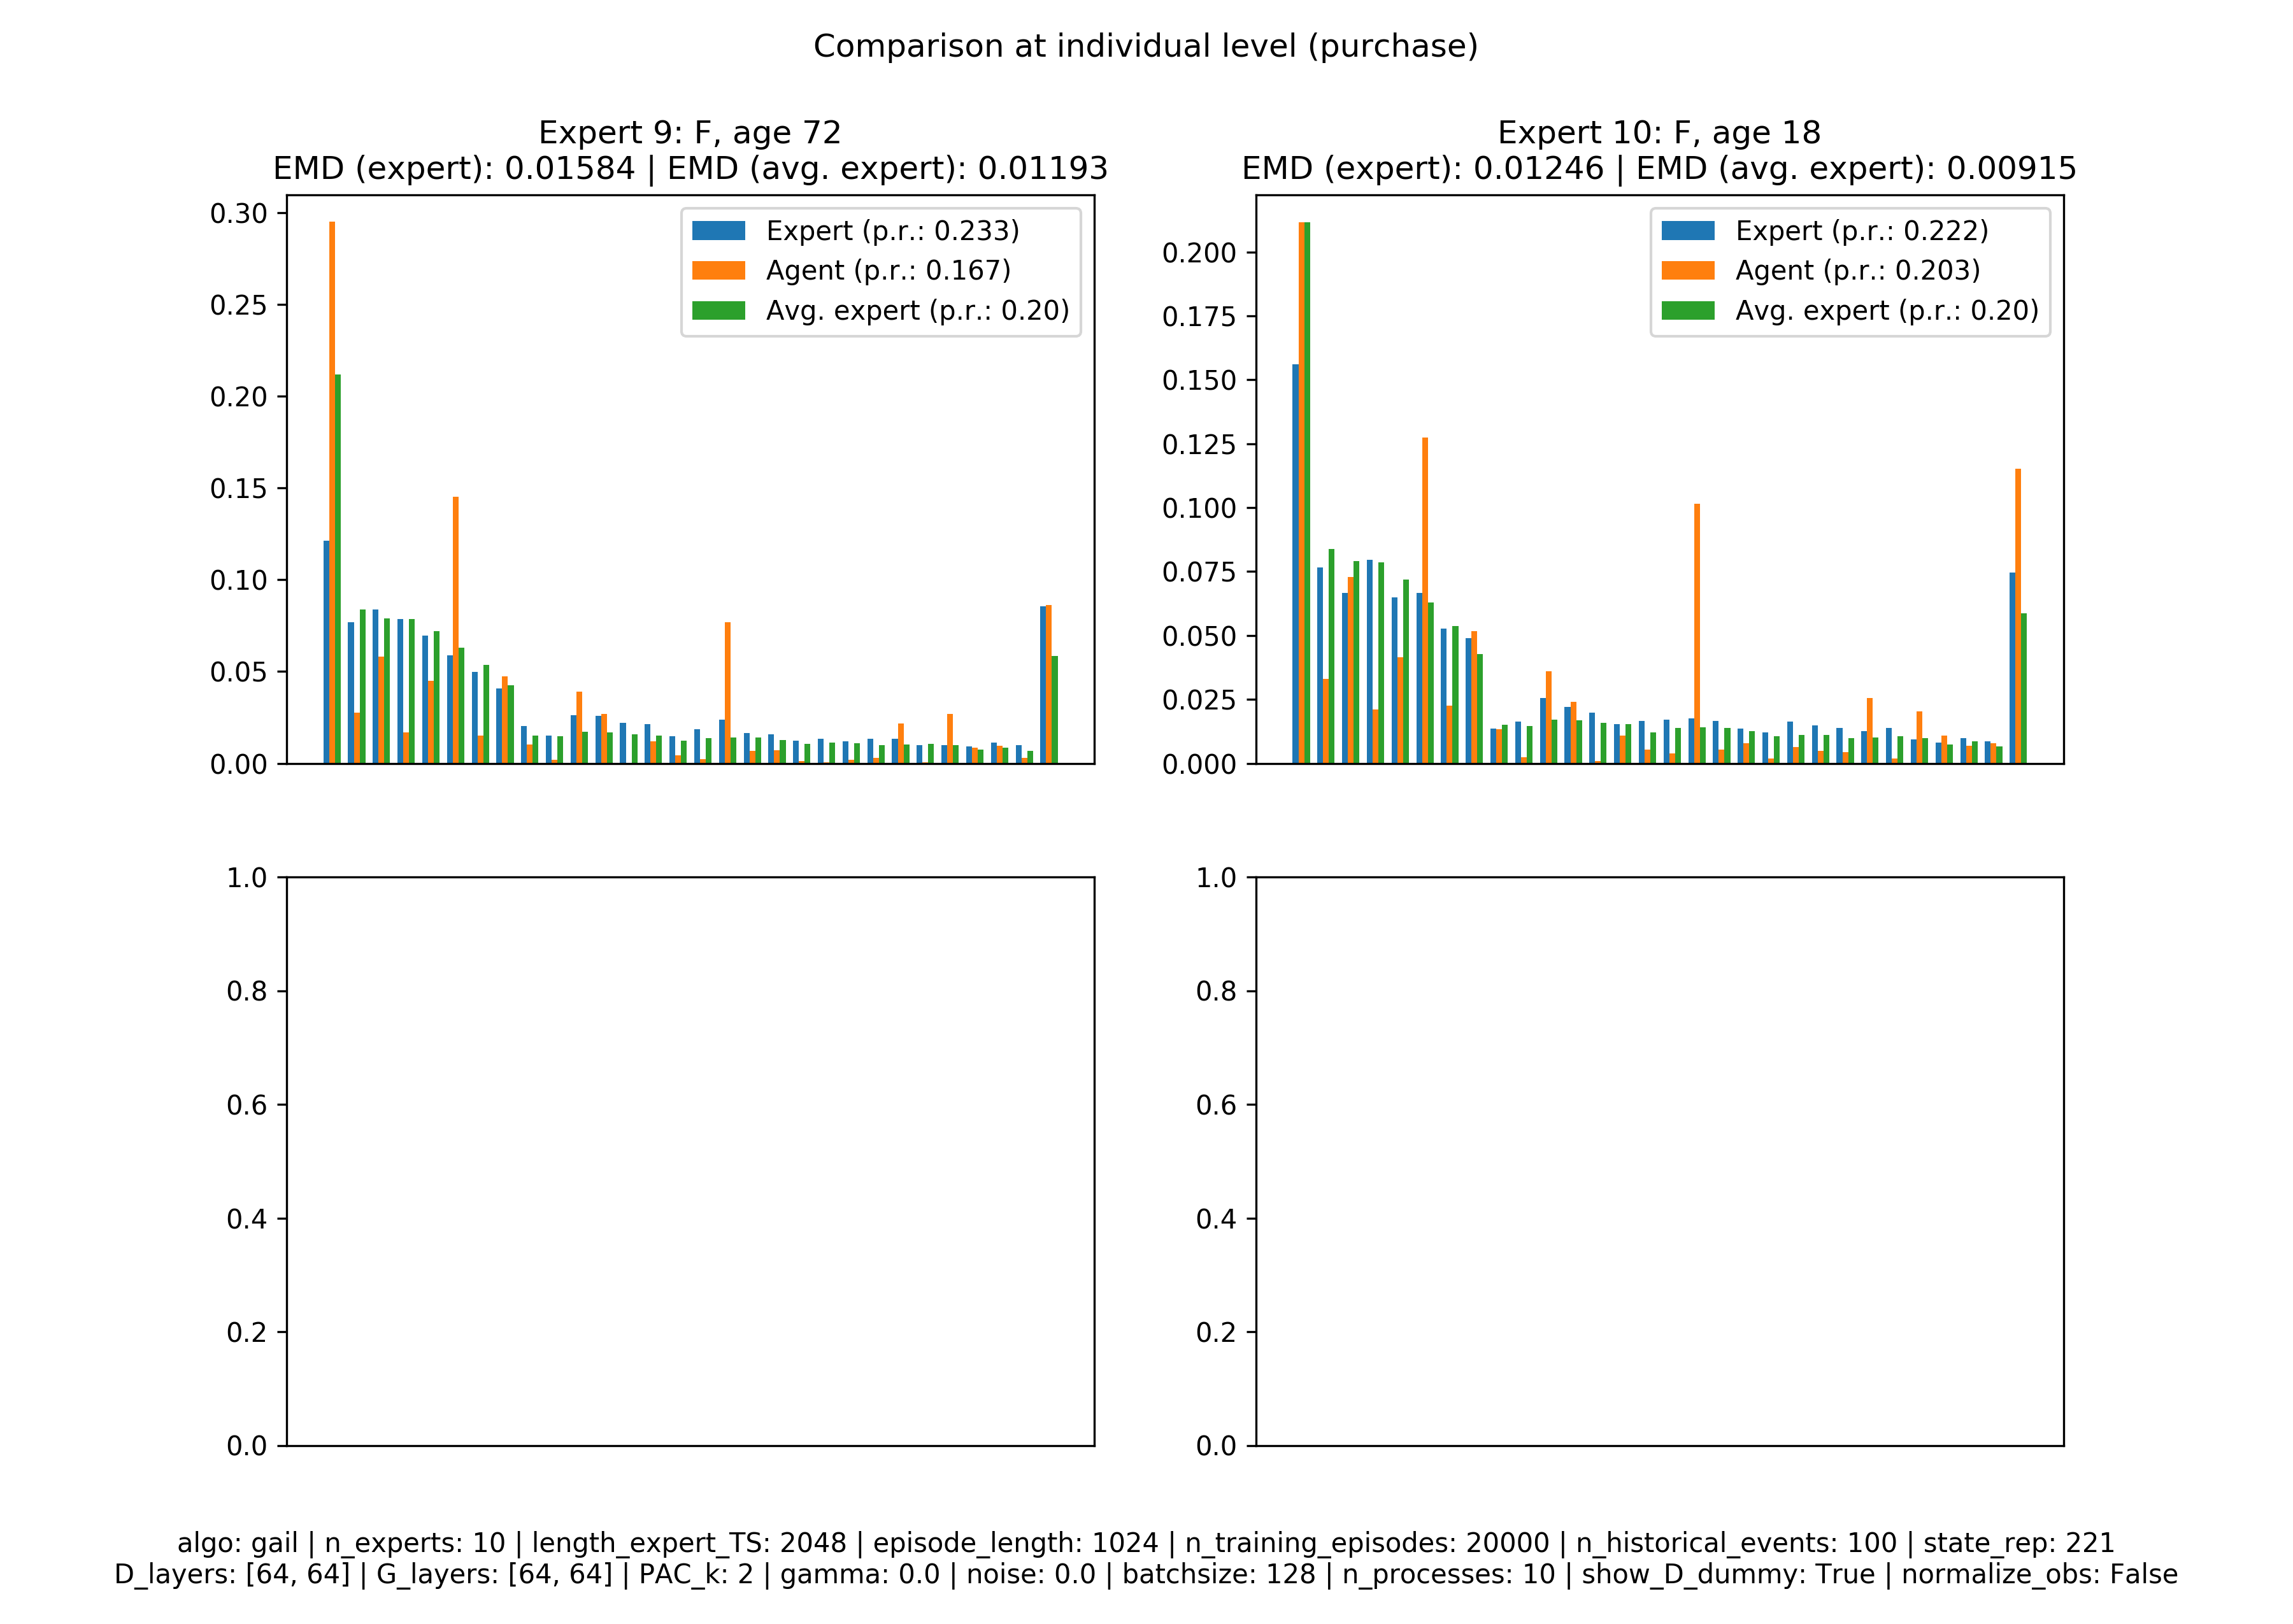 Comparison at individual level (purchase)
Expert 9: F, age 72
EMD (expert): 0.01584 | EMD (avg. expert): 0.01193
0.30
0.25
0.20
0.15
0.10
0.05
0.00
Expert (p.r.: 0.233)
Agent (p.r.: 0.167)
Avg. expert (p.r.: 0.20)
Expert 10: F, age 18
EMD (expert): 0.01246 | EMD (avg. expert): 0.00915
0.200
0.175
0.150
0.125
0.100
0.075
0.050
0.025
0.000
Expert (p.r.: 0.222)
Agent (p.r.: 0.203)
Avg. expert (p.r.: 0.20)
1.0
0.8
0.6
0.4
0.2
0.0
1.0
0.8
0.6
0.4
0.2
0.0
algo: gail | n_experts: 10 | length_expert_TS: 2048 | episode_length: 1024 | n_training_episodes: 20000 | n_historical_events: 100 | state_rep: 221
D_layers: [64, 64] | G_layers: [64, 64] | PAC_k: 2 | gamma: 0.0 | noise: 0.0 | batchsize: 128 | n_processes: 10 | show_D_dummy: True | normalize_obs: False